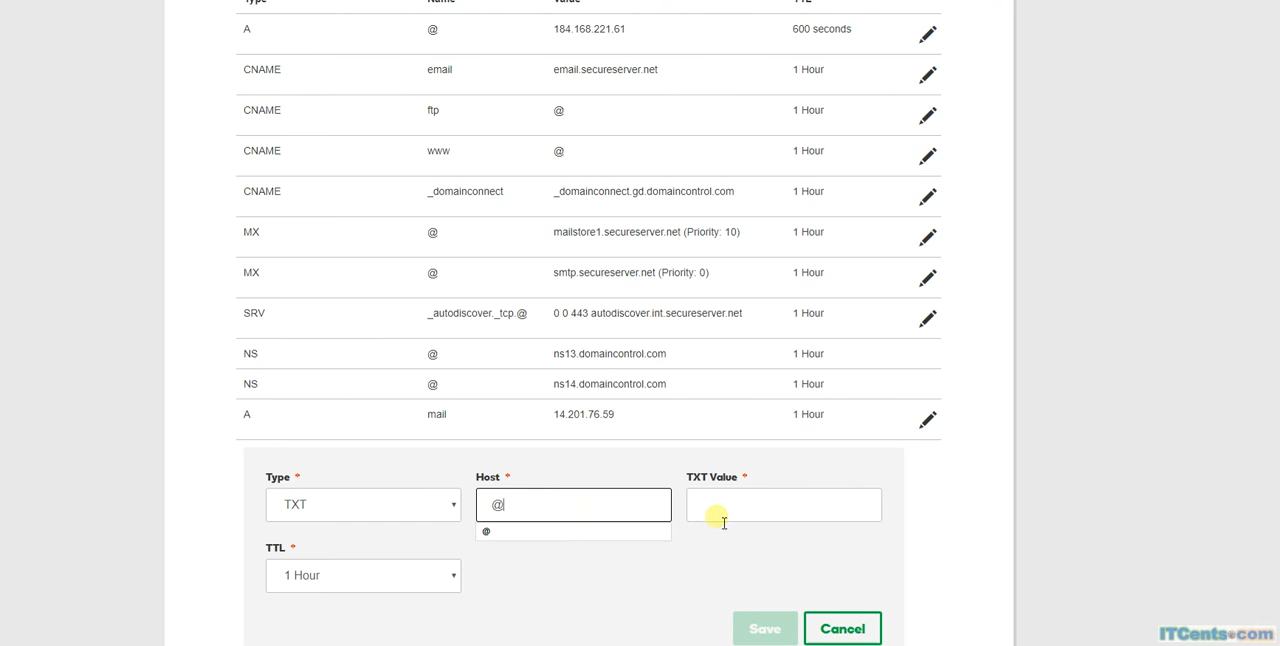 Type Name Value TTL
A @ 184.168.221.61 600 seconds
CNAME email email.secureserver.net 1 Hour
CNAME ftp @ 1 Hour
CNAME www @ 1 Hour
CNAME _domainconnect _domainconnect.gd.domaincontrol.com 1 Hour
MX @ mailstore1.secureserver.net (Priority: 10) 1 Hour
MX @ smtp.secureserver.net (Priority: 0) 1 Hour
SRV _autodiscover._tcp.@ 0 0 443 autodiscover.int.secureserver.net 1 Hour
NS @ ns13.domaincontrol.com 1 Hour
NS @ ns14.domaincontrol.com 1 Hour
A mail 14.201.76.59 1 Hour
Type * Host * TXT Value *
TXT @
@
TTL *
1 Hour
Save Cancel
ITCents.com